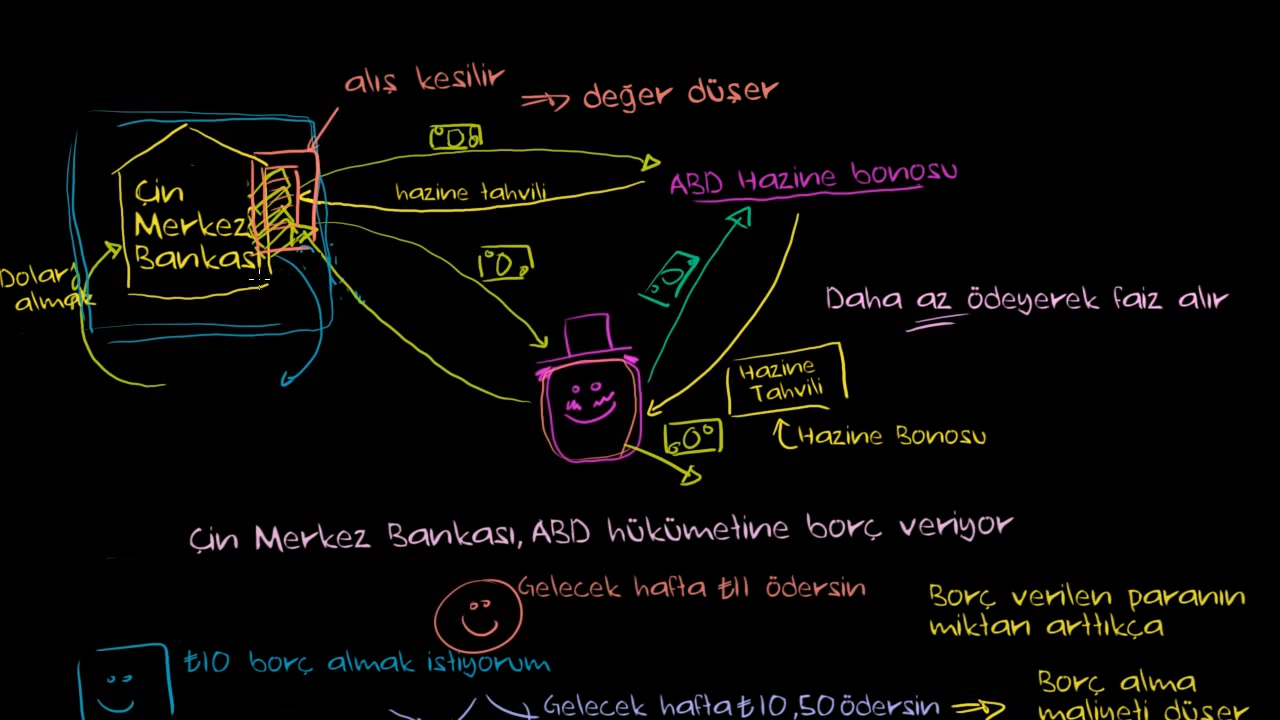 alış kesilir
değer düşer
ABD Hazine bonosu
hazine tahvili
Çin
Merkez
Bankası
Dolar
almak
Daha az ödeyerek faiz alır
Hazine
Tahvili
Hazine Bonosu
Çin Merkez Bankası, ABD hükümetine borç veriyor
Gelecek hafta ₺11 ödersin
Borç verilen paranın
miktarı arttıkça
₺10 borç almak istiyorum
Gelecek hafta ₺10,50 ödersin
Borç alma
maliyeti düşer